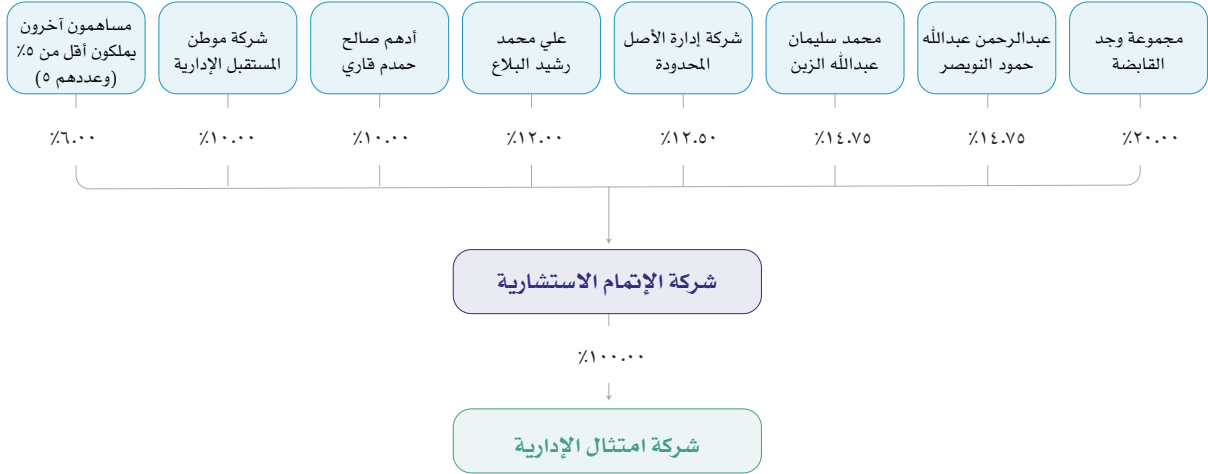 مجموعة وجد
القابضة
عبدالرحمن عبدالله
حمود النويصر
محمد سليمان
عبدالله الزبن
شركة إدارة الأصل
المحدودة
علي محمد
رشيد البلاع
أدهم صالح
حمدم قاري
شركة موطن
المستقبل الإدارية
مساهمون آخرون
يملكون أقل من ٥٪
(وعددهم ٥)
٢٠.٠٠٪
١٤.٧٥٪
١٤.٧٥٪
١٢.٥٠٪
١٢.٠٠٪
١٠.٠٠٪
١٠.٠٠٪
٦.٠٠٪
شركة الإتمام الاستشارية
١٠٠.٠٠٪
شركة امتثال الإدارية